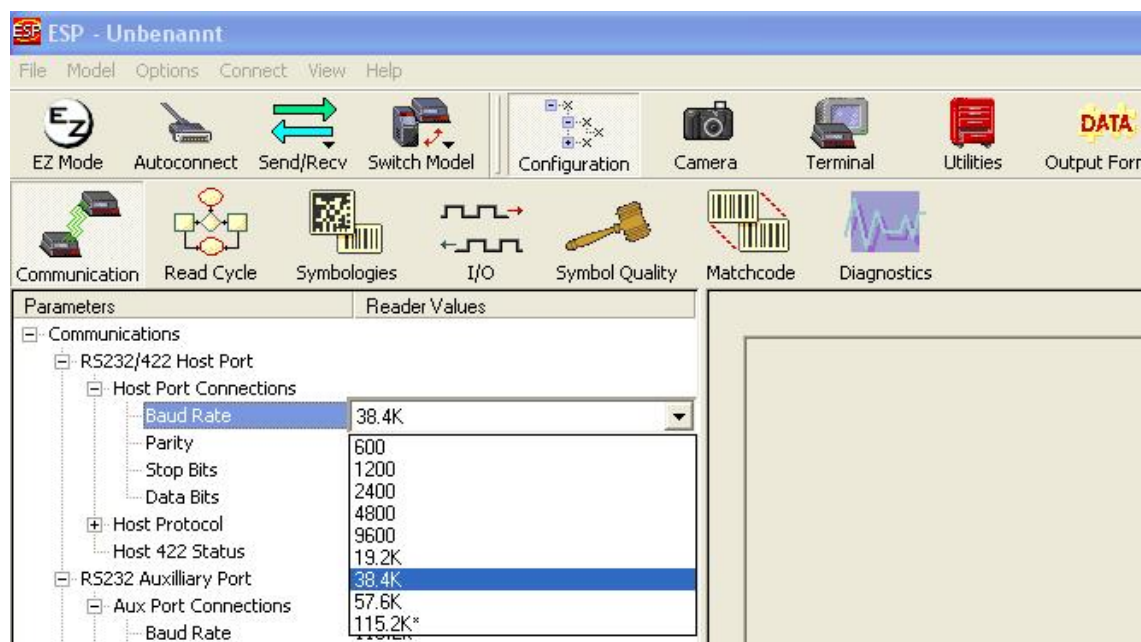 ESP ESP - Unbenannt
File Model Options Connect View Help
EZ
EZ Mode Autoconnect Send/Recv Switch Model Configuration Camera Terminal Utilities
DATA
Output Form
Communication Read Cycle Symbologies I/O Symbol Quality Matchcode Diagnostics
Parameters Reader Values
Communications
RS232/422 Host Port
Host Port Connections
Baud Rate 38.4K
Parity 600
Stop Bits 1200
Data Bits 2400
4800
Host Protocol 9600
Host 422 Status 19.2K
RS232 Auxilliary Port 38.4K
Aux Port Connections 57.6K
Baud Rate 115.2K*